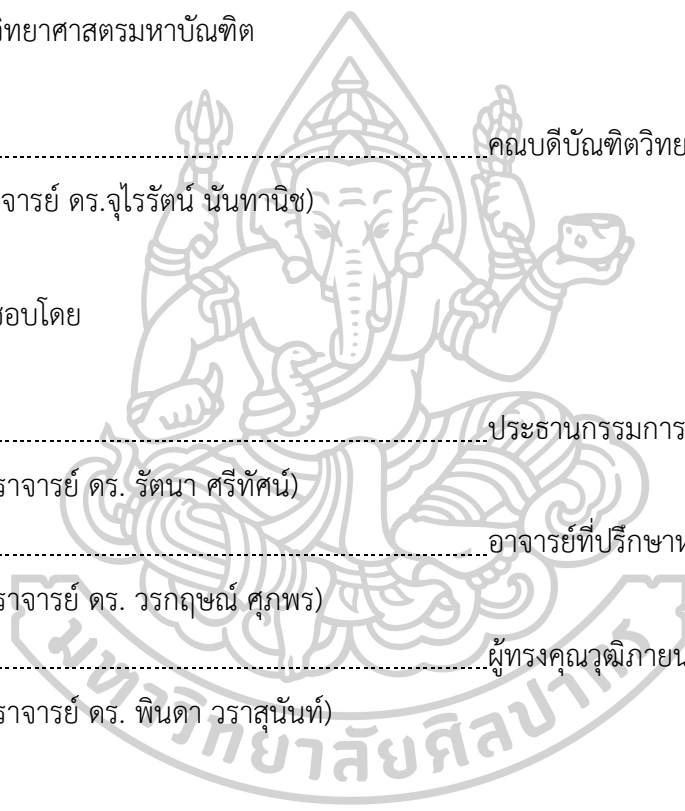 วิทยาศาสตรมหาบัณฑิต
คณบดีบัณฑิตวิทย
จารย์ ดร.จุไรรัตน์ นันทานิช)
สอบโดย
ประธานกรรมการ
ราจารย์ ดร. รัตนา ศรีทัศน์)
อาจารย์ที่ปรึกษาห
ราจารย์ ดร. วรกฤษณ์ ศุภพร)
ผู้ทรงคุณวุฒิภายน
ราจารย์ ดร. พินดา วราสุนันท์)
มหาวิทยาลัยศิลปากร